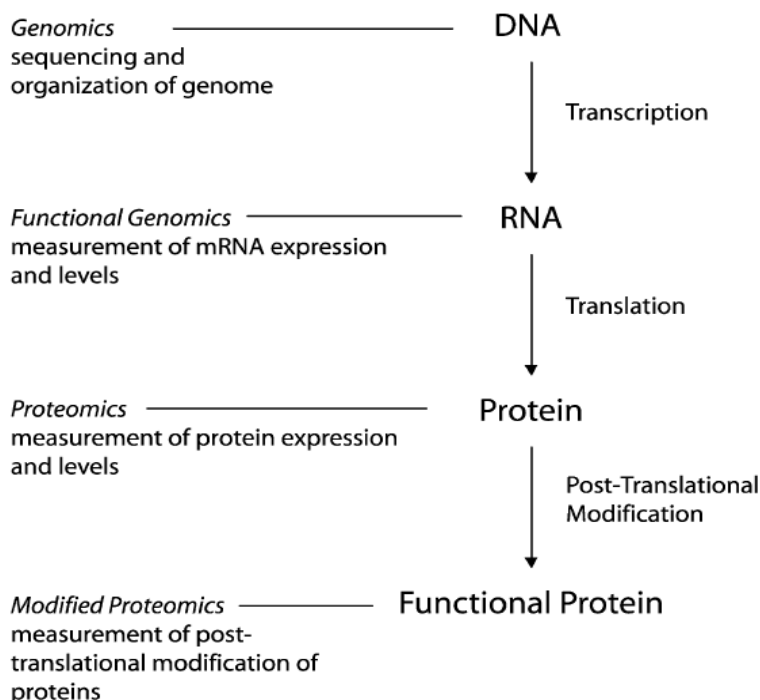 Genomics
DNA
sequencing and
organization of genome
Transcription
Functional Genomics
RNA
measurement of mRNA expression
and levels
Translation
Proteomics
Protein
measurement of protein expression
and levels
Post-Translational
Modification
Modified Proteomics
Functional Protein
measurement of post-
translational modification of
proteins